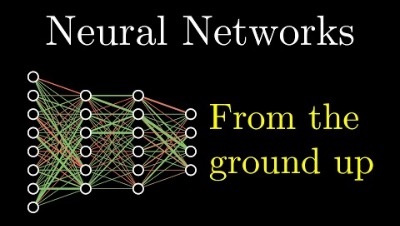 Neural Networks
From the
ground up